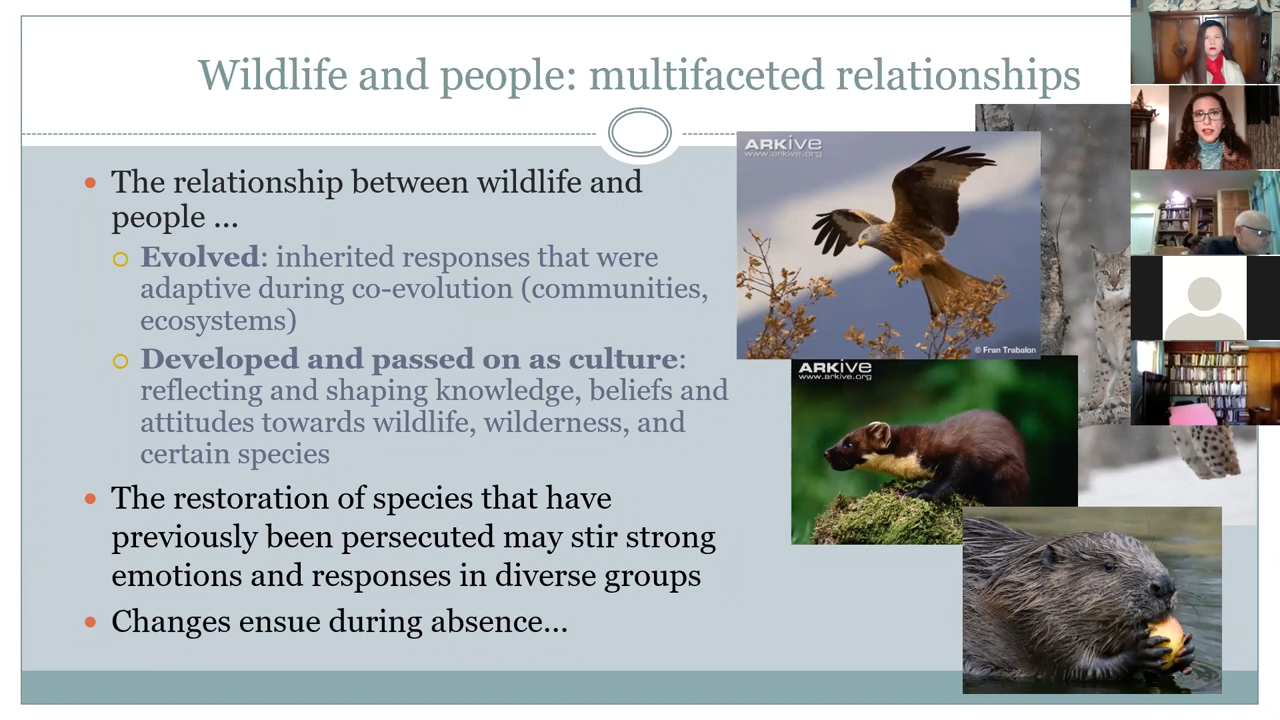 Wildlife and people: multifaceted relationships
• The relationship between wildlife and
people ...
○ Evolved: inherited responses that were
adaptive during co-evolution (communities,
ecosystems)
○ Developed and passed on as culture:
reflecting and shaping knowledge, beliefs and
attitudes towards wildlife, wilderness, and
certain species
• The restoration of species that have
previously been persecuted may stir strong
emotions and responses in diverse groups
• Changes ensue during absence...
ARKive
www.arkive.org
© Fran Trabalon
ARKive
www.arkive.org